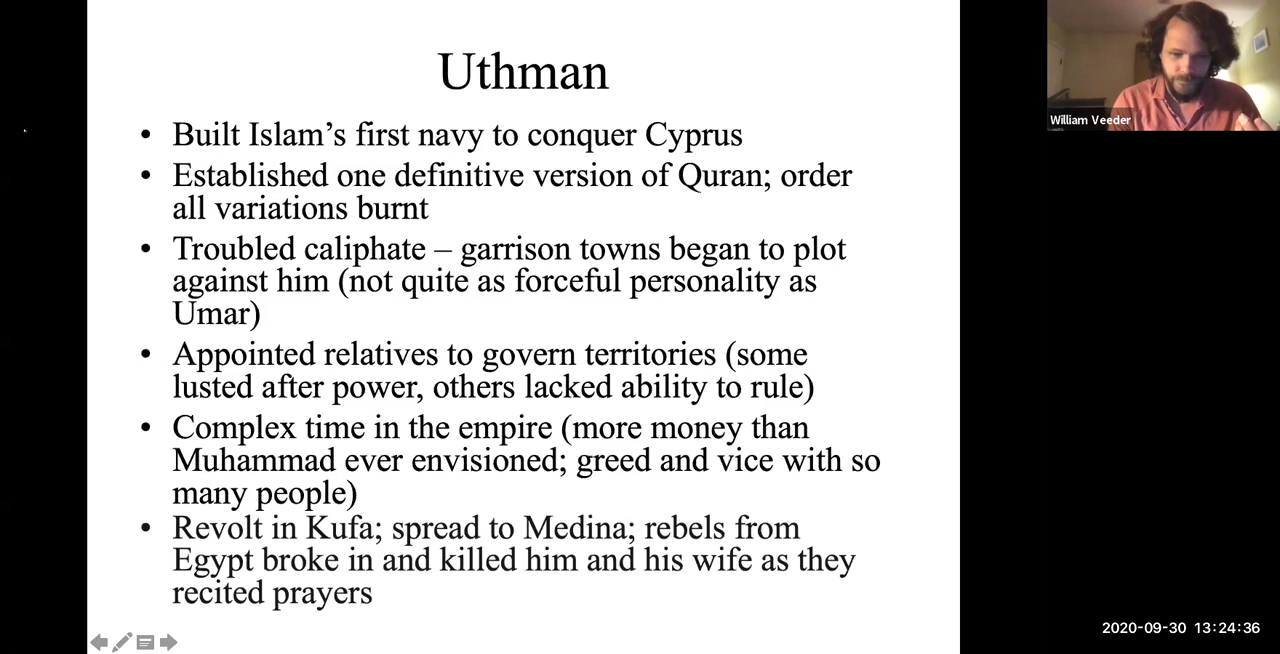 Uthman
• Built Islam’s first navy to conquer Cyprus
• Established one definitive version of Quran; order
all variations burnt
• Troubled caliphate – garrison towns began to plot
against him (not quite as forceful personality as
Umar)
• Appointed relatives to govern territories (some
lusted after power, others lacked ability to rule)
• Complex time in the empire (more money than
Muhammad ever envisioned; greed and vice with so
many people)
• Revolt in Kufa; spread to Medina; rebels from
Egypt broke in and killed him and his wife as they
recited prayers
William Veeder
2020-09-30 13:24:36